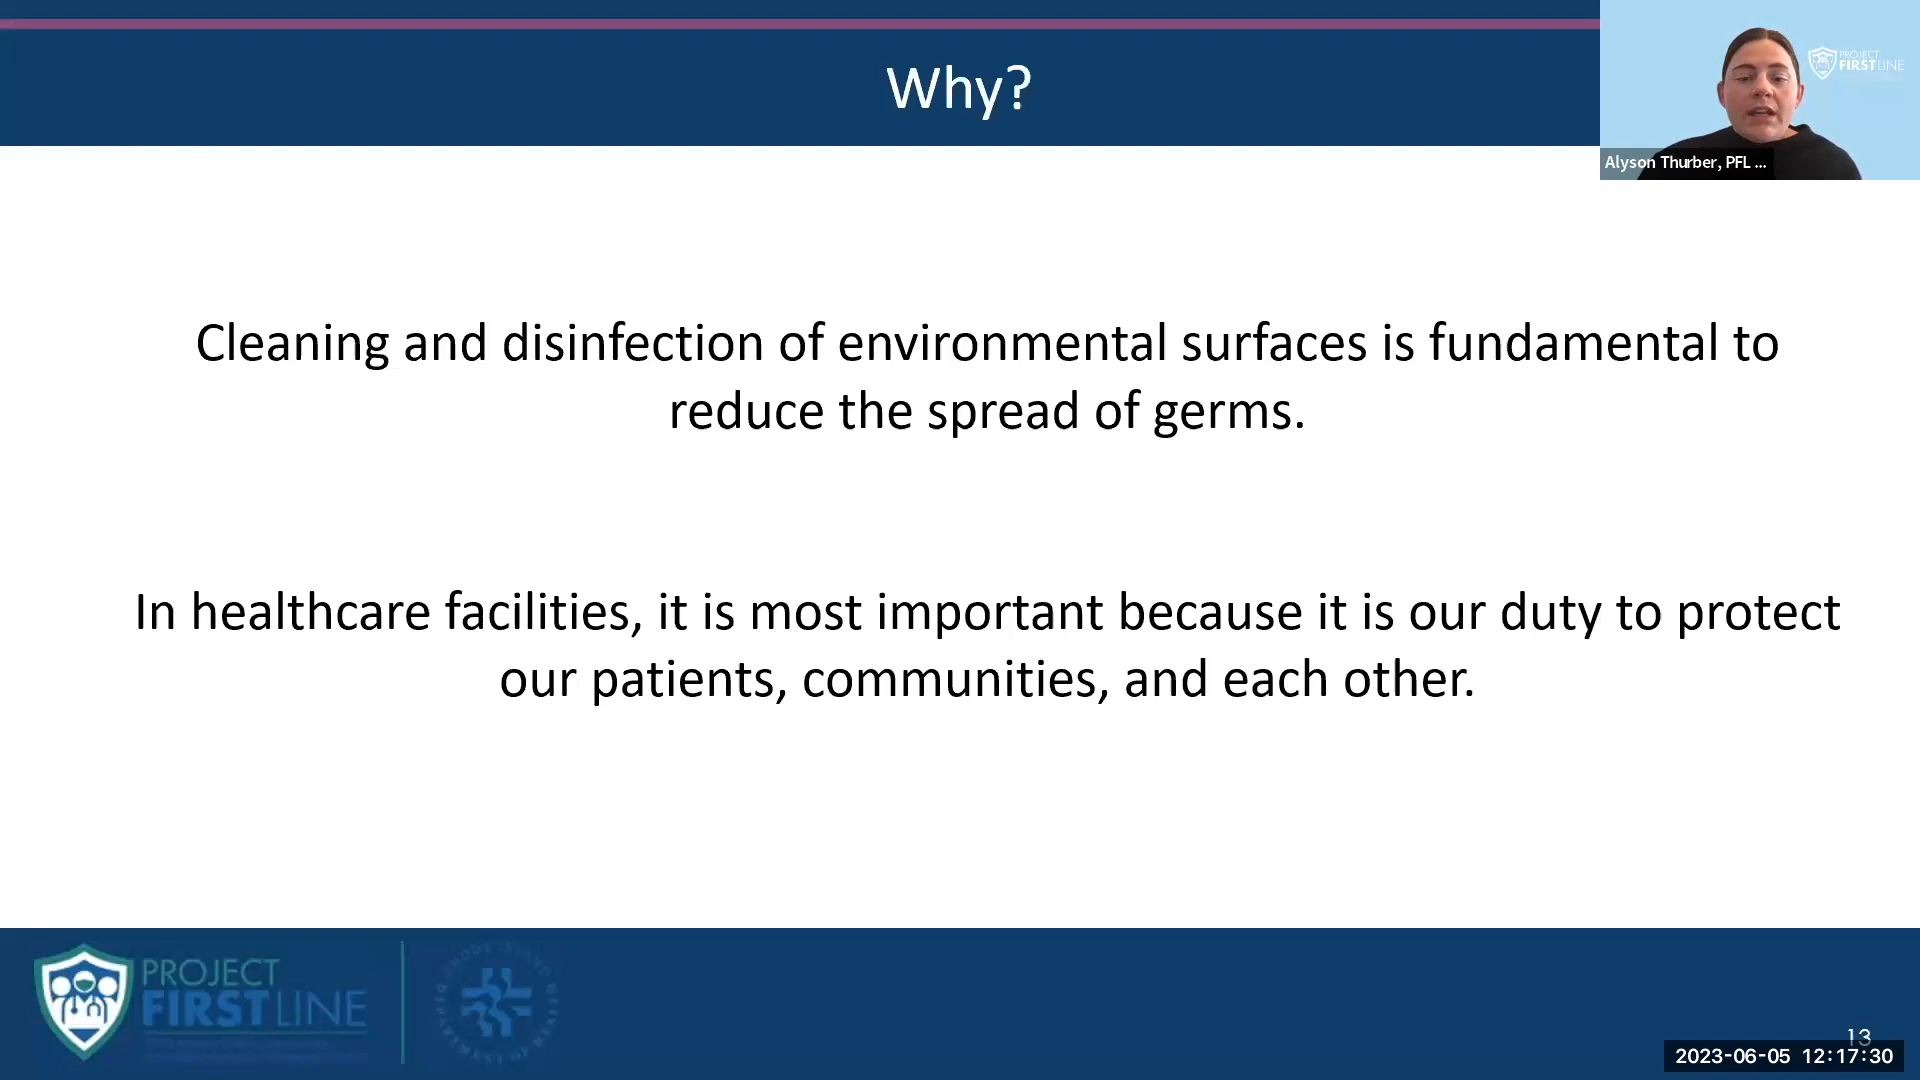 Why?
PROJECT
FIRSTLINE
Alyson Thurber, PFL ...
Cleaning and disinfection of environmental surfaces is fundamental to
reduce the spread of germs.
In healthcare facilities, it is most important because it is our duty to protect
our patients, communities, and each other.
PROJECT
FIRSTLINE
13
2023-06-05 12:17:30